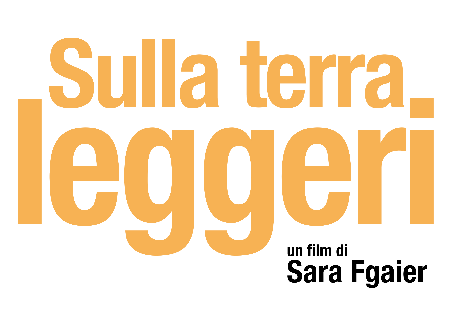 Sulla terra
leggeri
un film di
Sara Fgaier